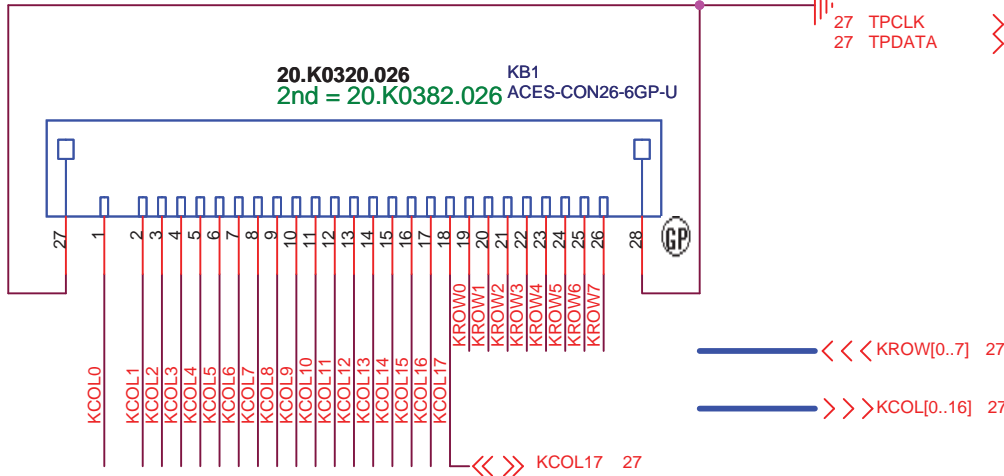 27 TPCLK
27 TPDATA
20.K0320.026
2nd = 20.K0382.026
KB1
ACES-CON26-6GP-U
27
1
2
3
4
5
6
7
8
9
10
11
12
13
14
15
16
17
18
19
20
21
22
23
24
25
26
28
GP
KROW0
KROW1
KROW2
KROW3
KROW4
KROW5
KROW6
KROW7
KCOL0
KCOL1
KCOL2
KCOL3
KCOL4
KCOL5
KCOL6
KCOL7
KCOL8
KCOL9
KCOL10
KCOL11
KCOL12
KCOL13
KCOL14
KCOL15
KCOL16
KCOL17
KROW[0..7] 27
KCOL[0..16] 27
KCOL17 27